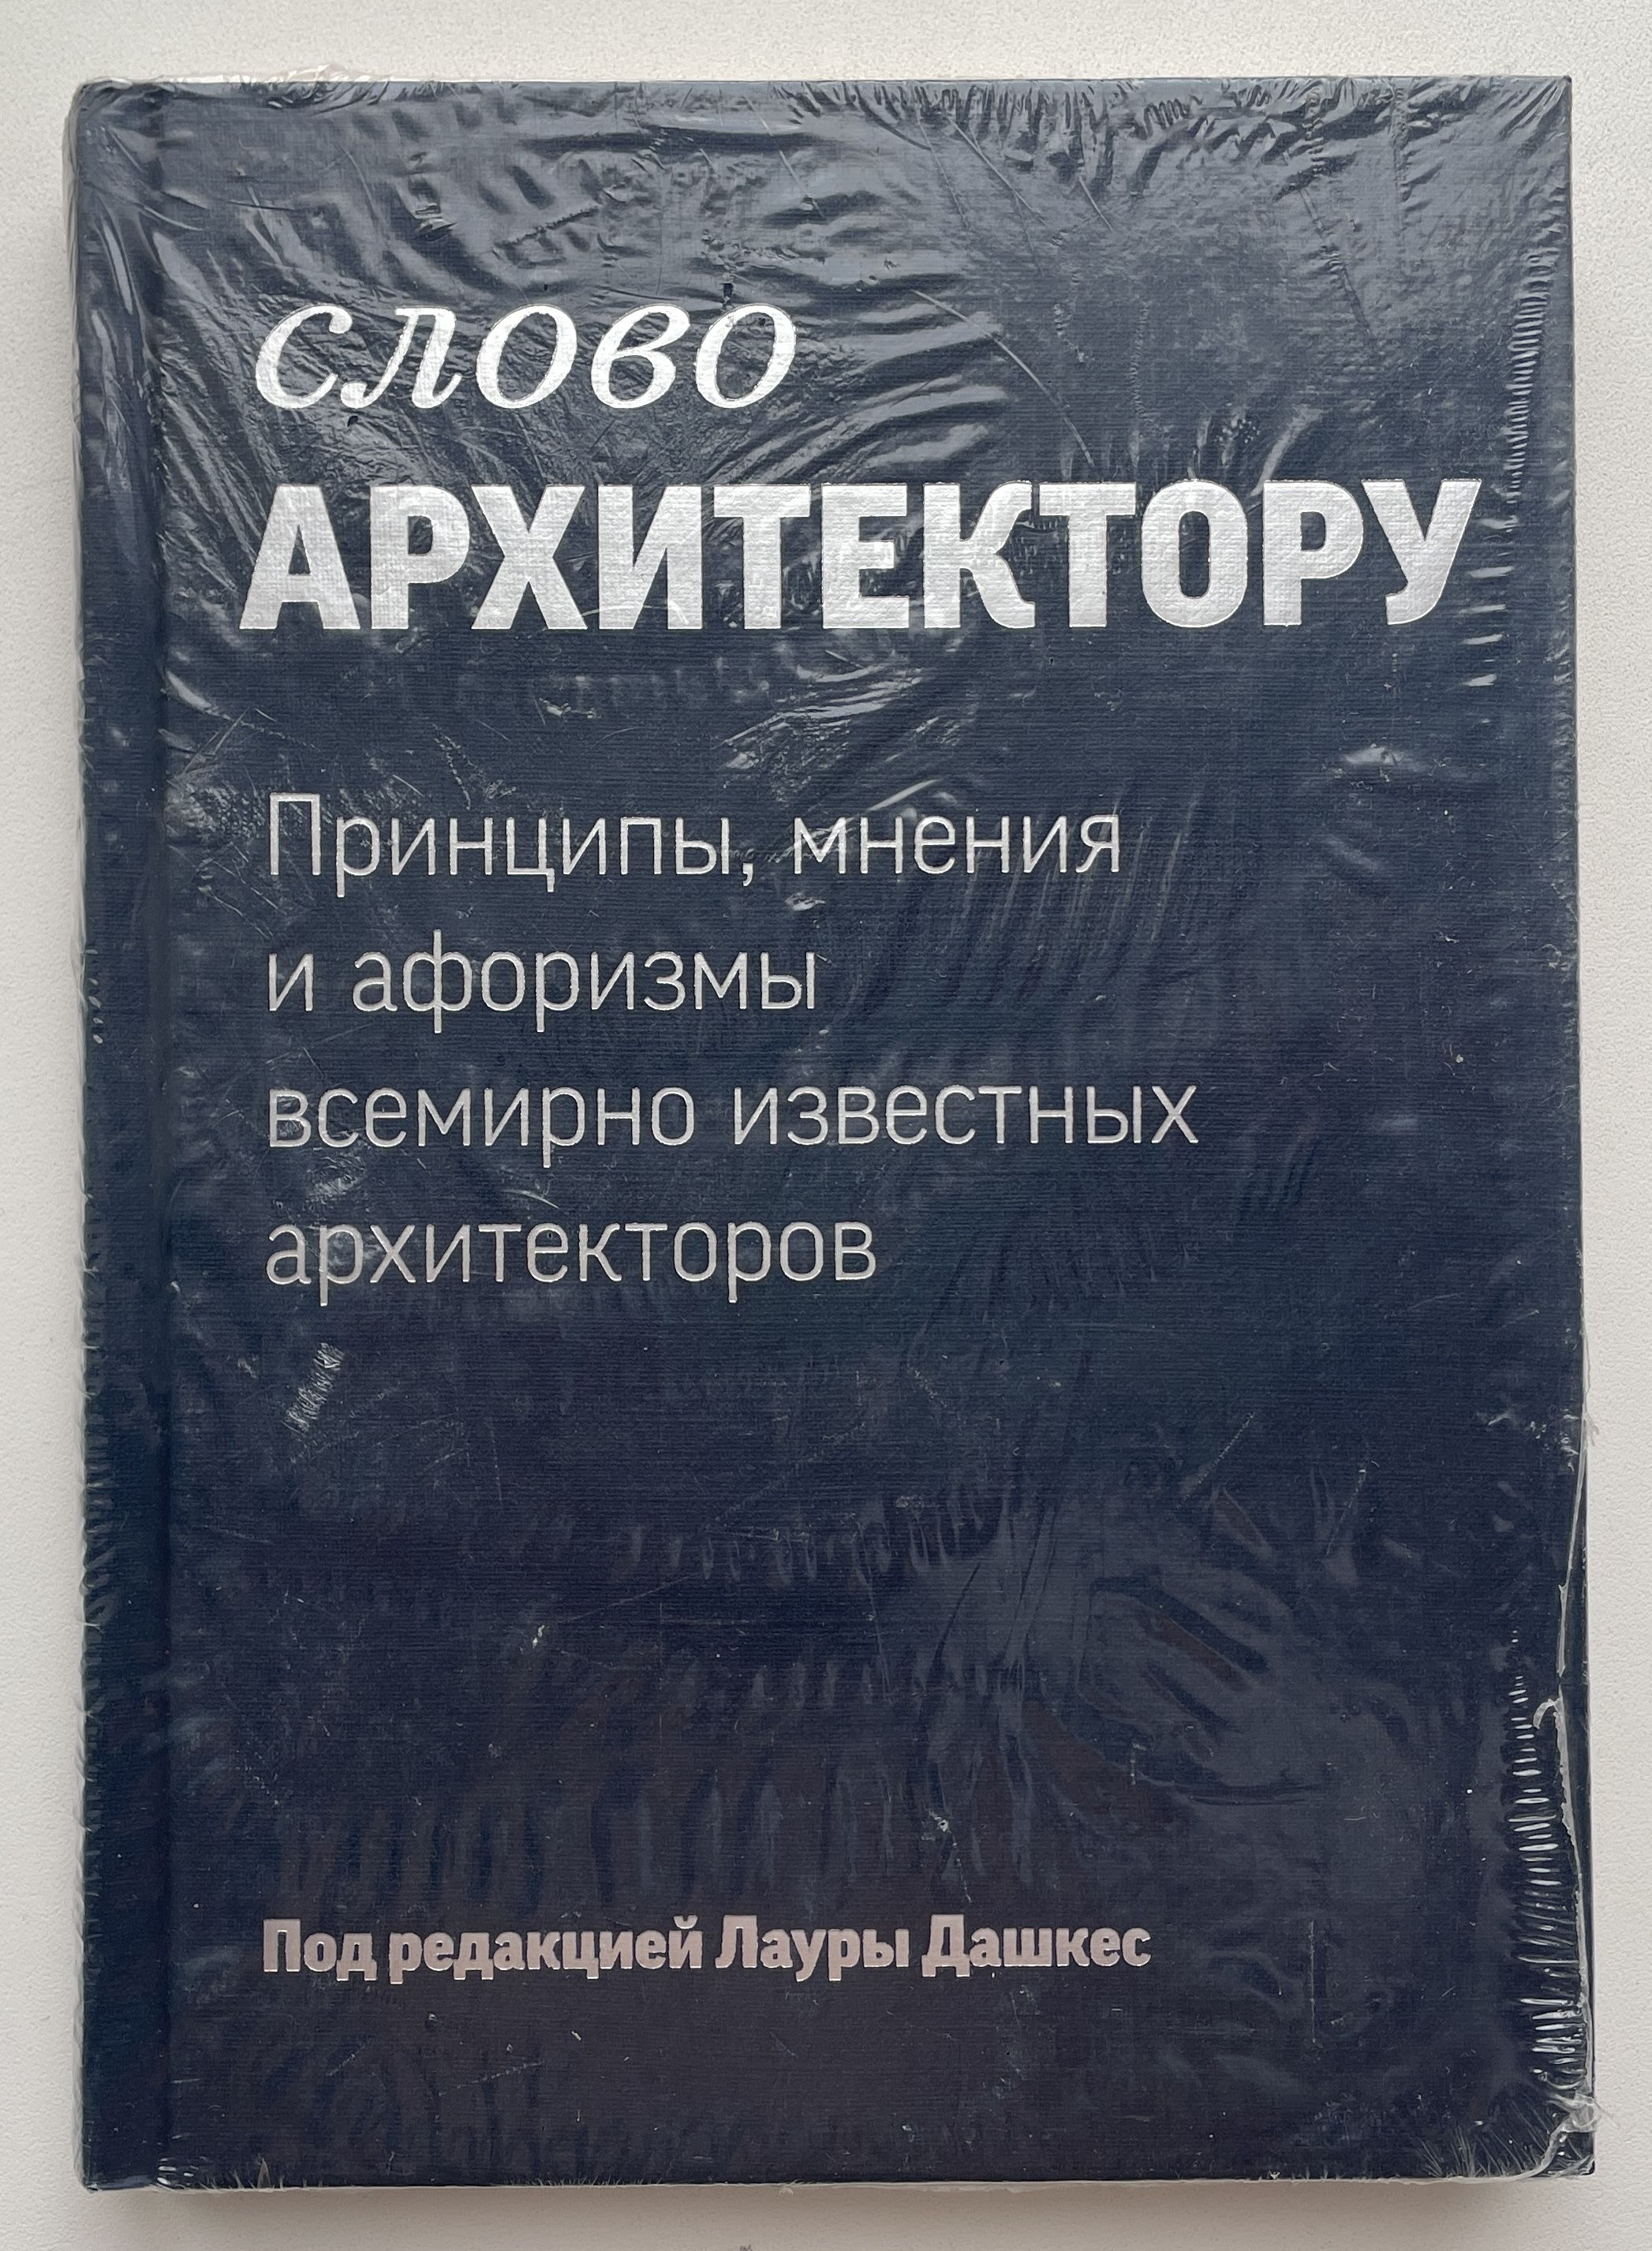 слово
АРХИТЕКТОРУ
Принципы, мнения
и афоризмы
всемирно известных
архитекторов
Под редакцией Лауры Дашкес